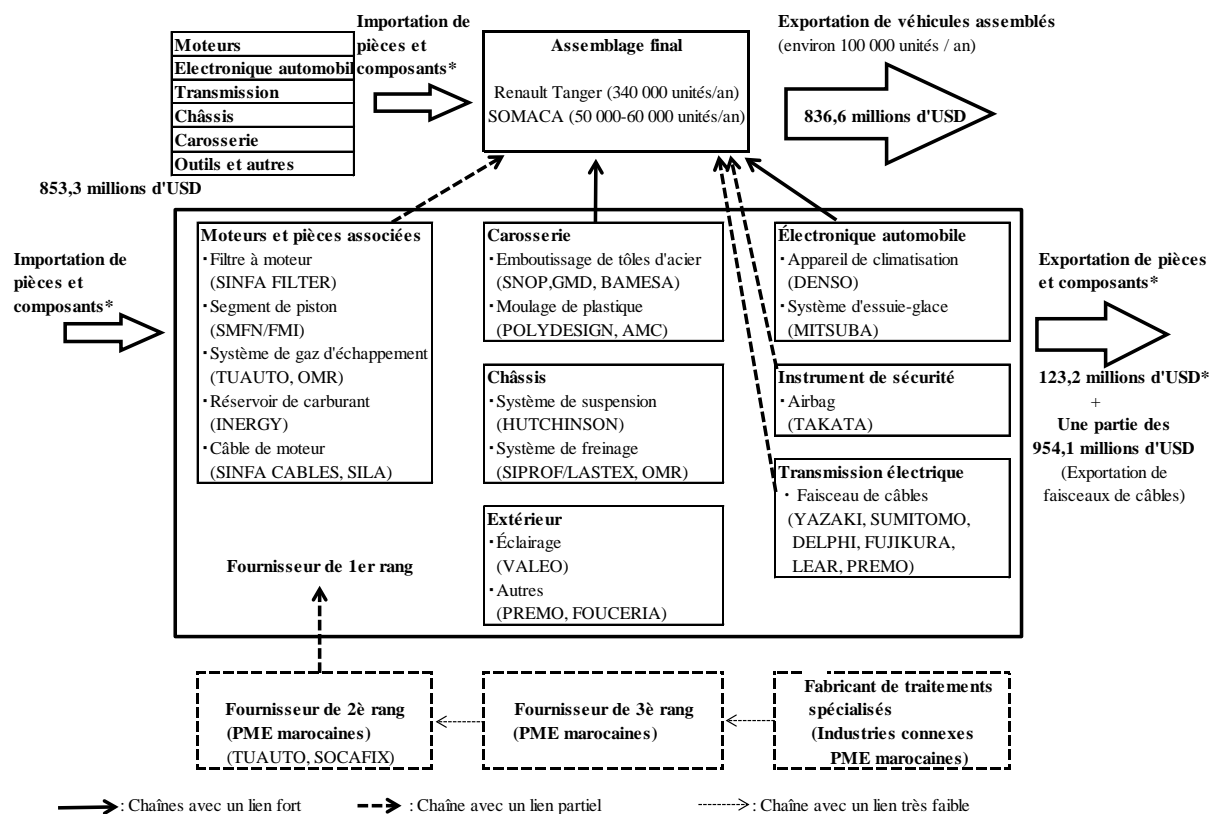 Moteurs
Electronique automobil
Transmission
Châssis
Carosserie
Outils et autres
853,3 millions d'USD
Importation de
pièces et
composants*
Assemblage final
Renault Tanger (340 000 unités/an)
SOMACA (50 000-60 000 unités/an)
Exportation de véhicules assemblés
(environ 100 000 unités / an)
836,6 millions d'USD
Importation de
pièces et
composants*
Moteurs et pièces associées
・Filtre à moteur
(SINFA FILTER)
・Segment de piston
(SMFN/FMI)
・Système de gaz d'échappement
(TUAUTO, OMR)
・Réservoir de carburant
(INERGY)
・Câble de moteur
(SINFA CABLES, SILA)
Carosserie
・Emboutissage de tôles d'acier
(SNOP,GMD, BAMESA)
・Moulage de plastique
(POLYDESIGN, AMC)
Châssis
・Système de suspension
(HUTCHINSON)
・Système de freinage
(SIPROF/LASTEX, OMR)
Extérieur
・Éclairage
(VALEO)
・Autres
(PREMO, FOUCERIA)
Électronique automobile
・Appareil de climatisation
(DENSO)
・Système d'essuie-glace
(MITSUBA)
Instrument de sécurité
・Airbag
(TAKATA)
Transmission électrique
・ Faisceau de câbles
(YAZAKI, SUMITOMO,
DELPHI, FUJIKURA,
LEAR, PREMO)
Fournisseur de 1er rang
Exportation de pièces
et composants*
123,2 millions d'USD*
+
Une partie des
954,1 millions d'USD
(Exportation de
faisceaux de câbles)
Fournisseur de 2è rang
(PME marocaines)
(TUAUTO, SOCAFIX)
Fournisseur de 3è rang
(PME marocaines)
Fabricant de traitements
spécialisés
(Industries connexes
PME marocaines)
: Chaînes avec un lien fort
: Chaîne avec un lien partiel
: Chaîne avec un lien très faible